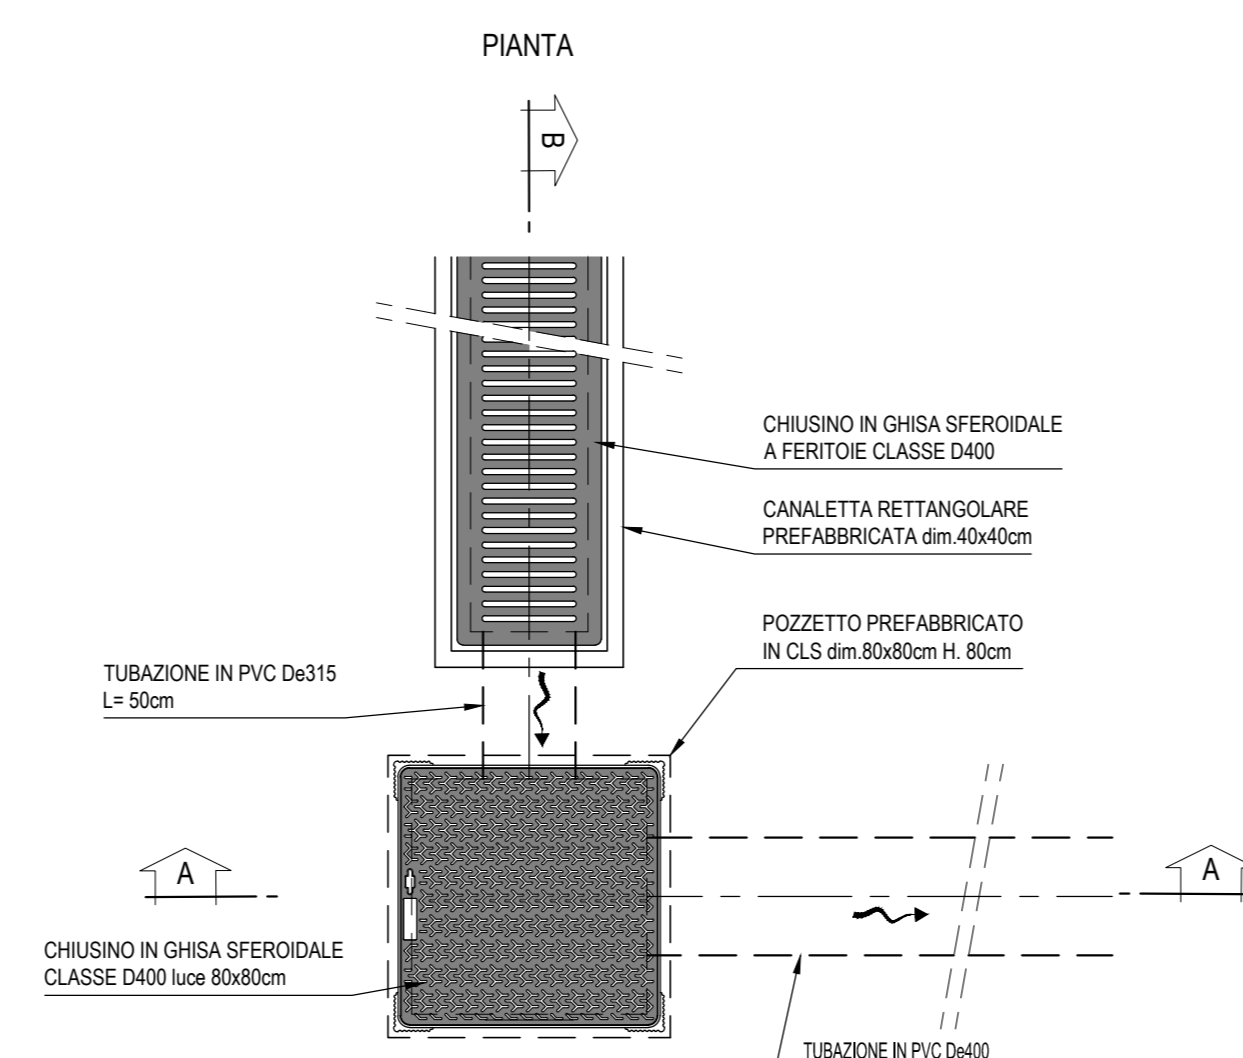 PIANTA
B
CHIUSINO IN GHISA SFEROIDALE
A FERITOIE CLASSE D400
CANALETTA RETTANGOLARE
PREFABBRICATA dim.40x40cm
POZZETTO PREFABBRICATO
IN CLS dim.80x80cm H. 80cm
TUBAZIONE IN PVC De315
L= 50cm
A
A
CHIUSINO IN GHISA SFEROIDALE
CLASSE D400 luce 80x80cm
TUBAZIONE IN PVC De400